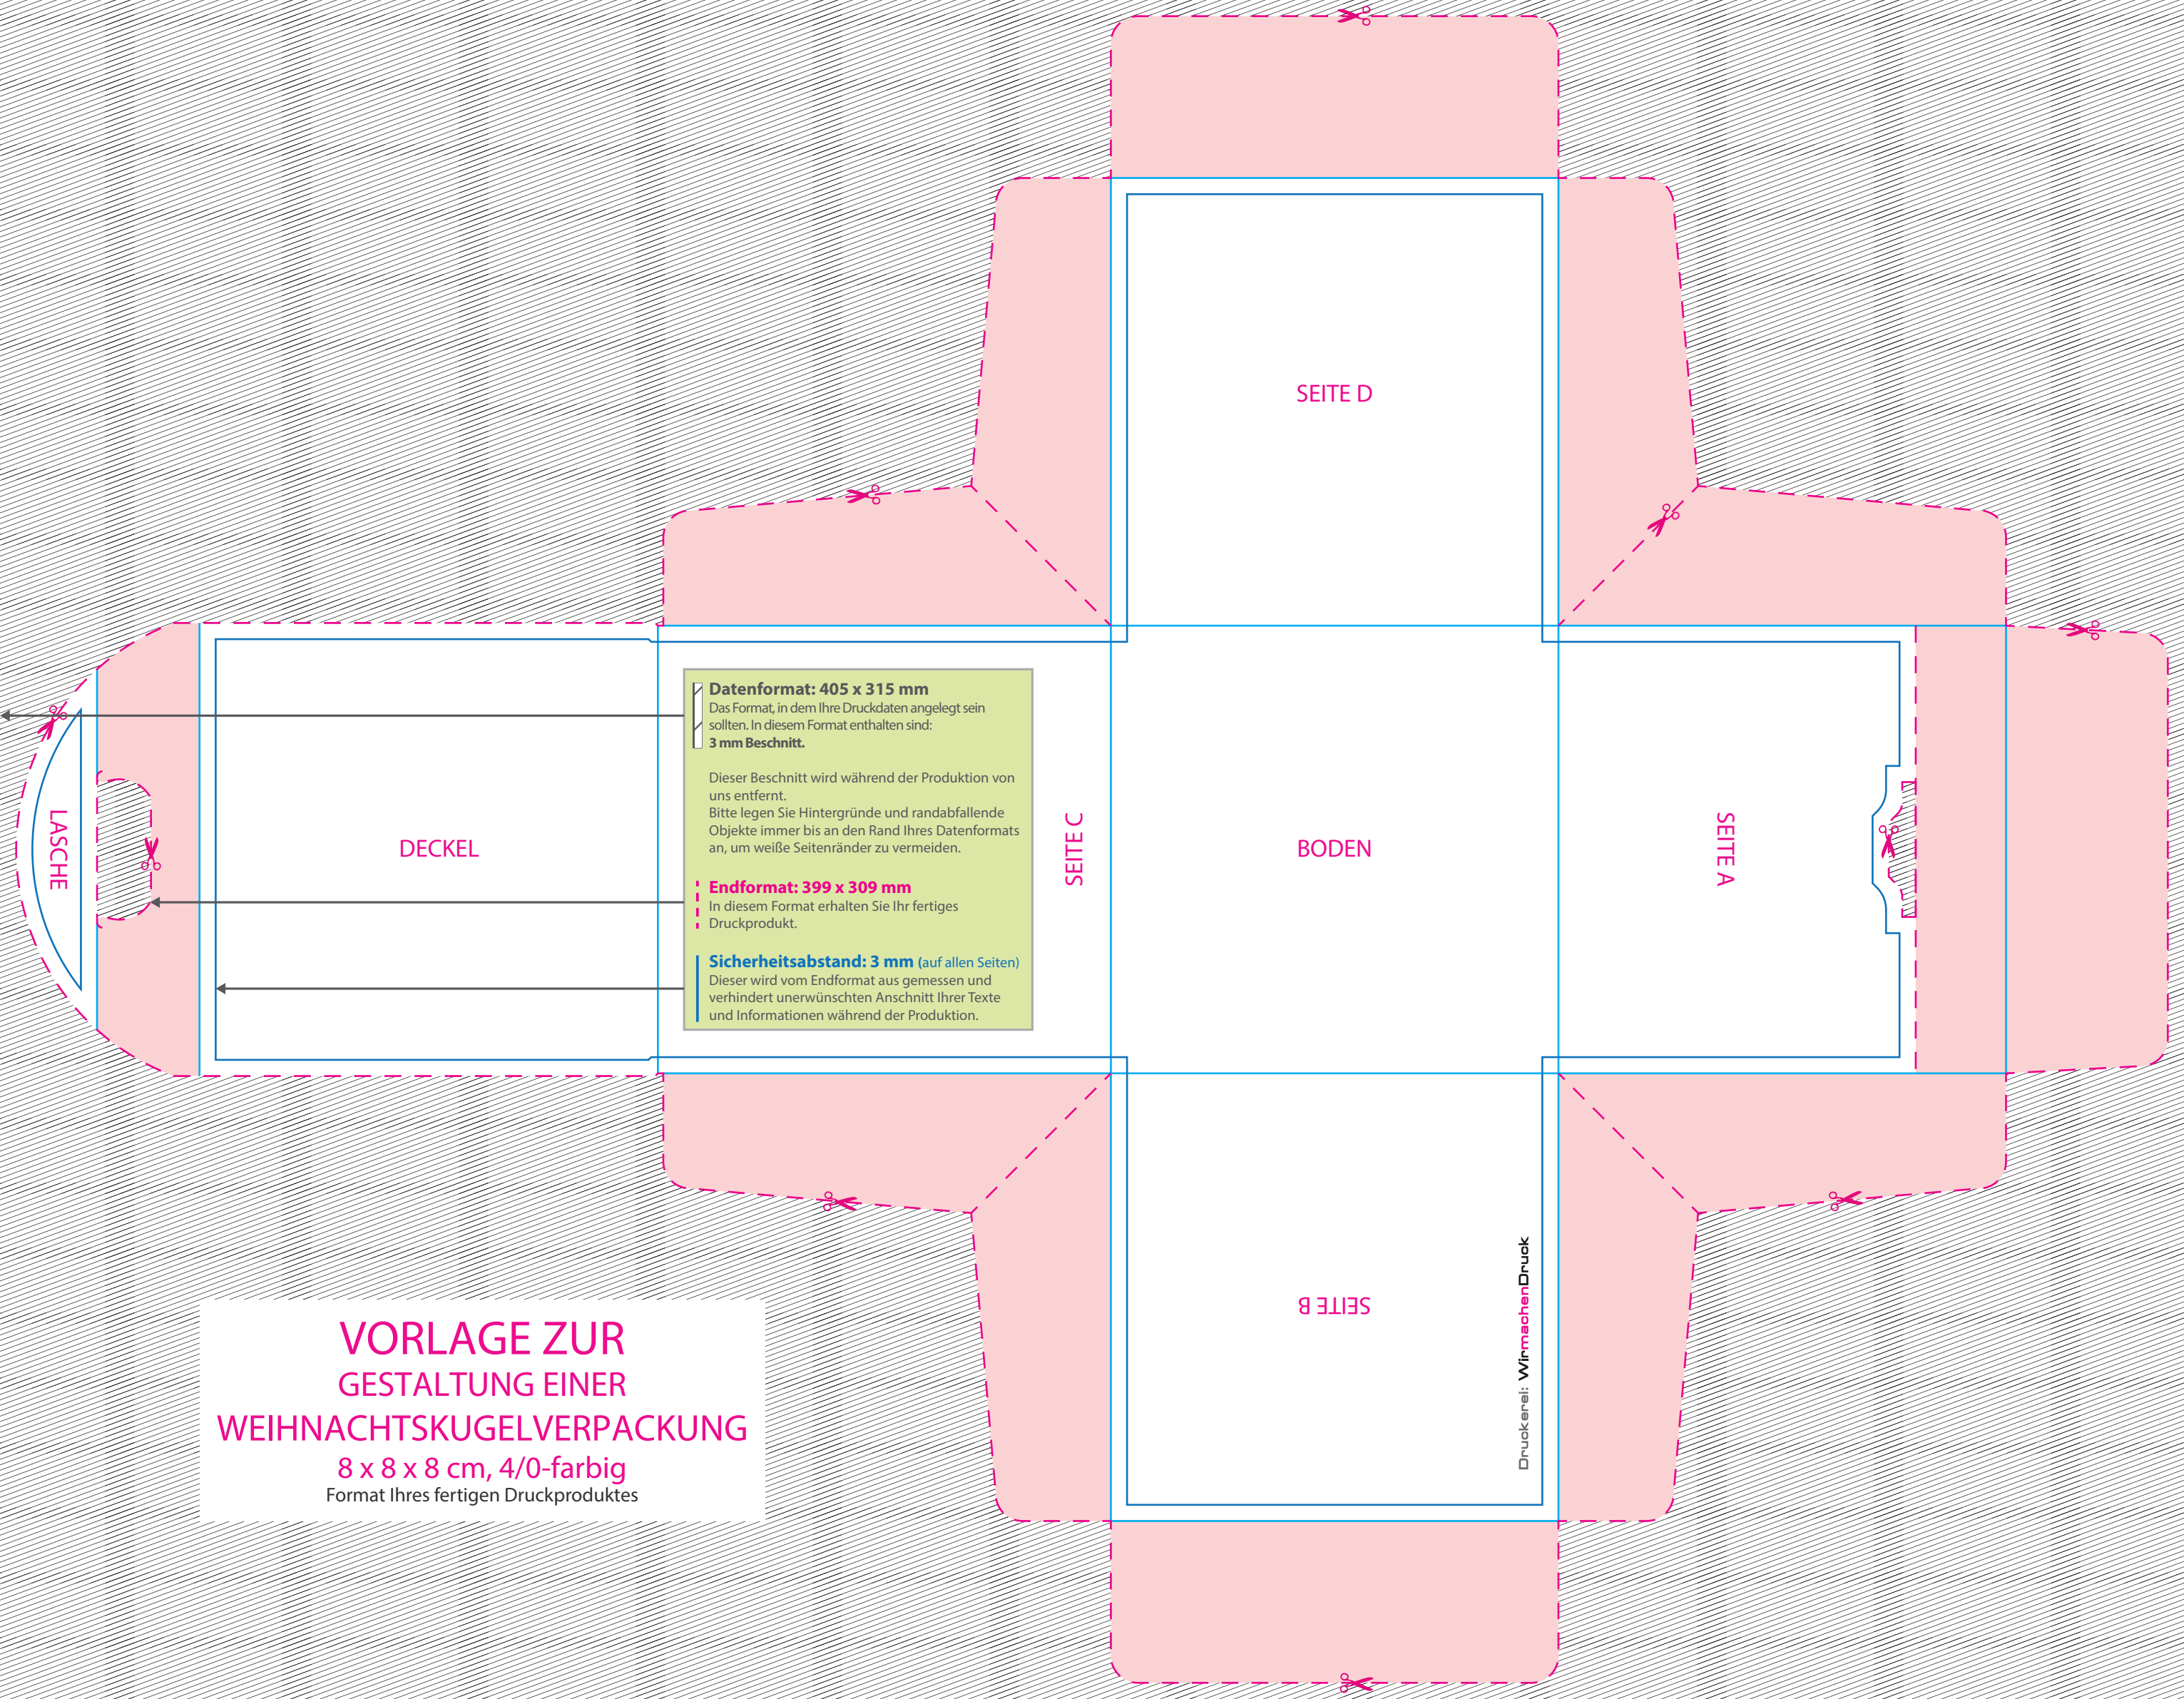 SEITE D
LASCHE
DECKEL
Datenformat: 405 x 315 mm
Das Format, in dem Ihre Druckdaten angelegt sein
sollten. In diesem Format enthalten sind:
3 mm Beschnitt.
Dieser Beschnitt wird während der Produktion von
uns entfernt.
Bitte legen Sie Hintergründe und randabfallende
Objekte immer bis an den Rand Ihres Datenformats
an, um weiße Seitenränder zu vermeiden.
Endformat: 399 x 309 mm
In diesem Format erhalten Sie Ihr fertiges
Druckprodukt.
Sicherheitsabstand: 3 mm (auf allen Seiten)
Dieser wird vom Endformat aus gemessen und
verhindert unerwünschten Anschnitt Ihrer Texte
und Informationen während der Produktion.
SEITE C
BODEN
SEITE A
SEITE B
Druckerei: WirmachenDruck
VORLAGE ZUR
GESTALTUNG EINER
WEIHNACHTSKUGELVERPACKUNG
8 x 8 x 8 cm, 4/0-farbig
Format Ihres fertigen Druckproduktes